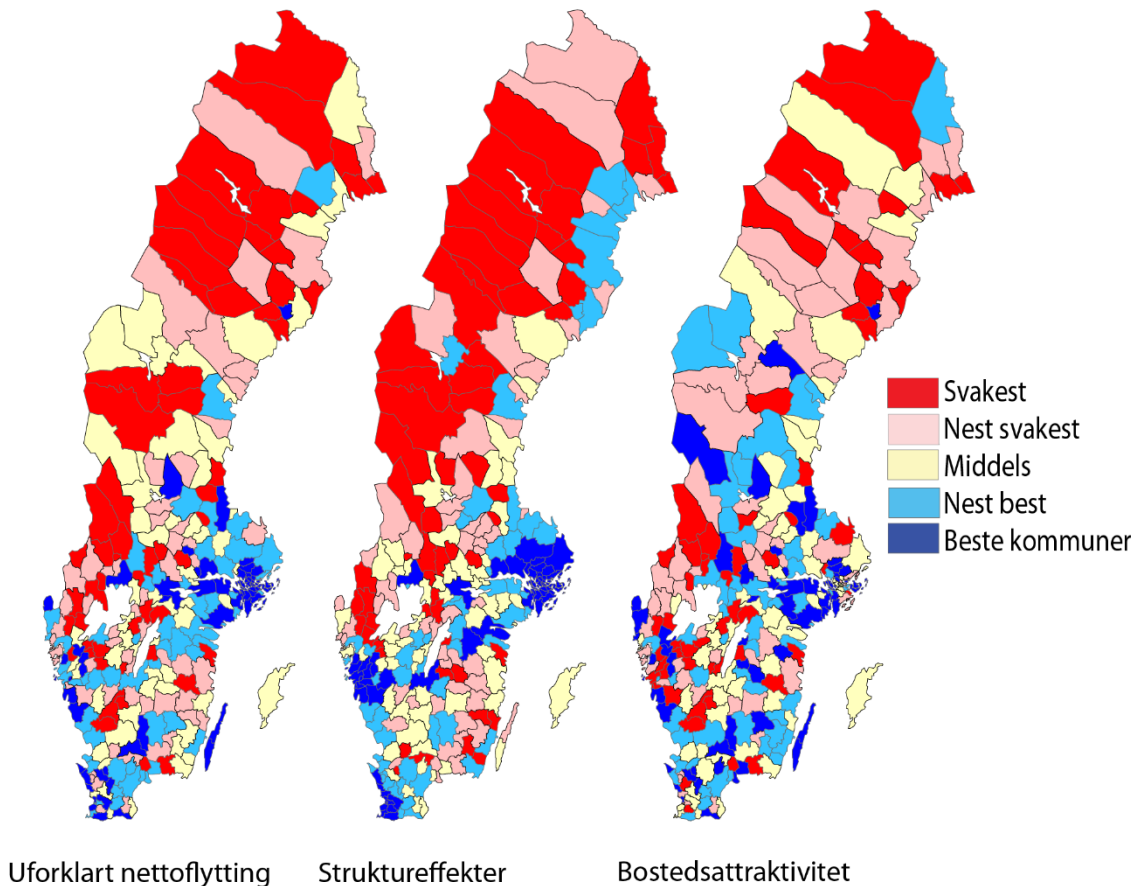 Svakest
Nest svakest
Middels
Nest best
Beste kommuner
Uforklart nettoflytting
Struktureffekter
Bostedsattraktivitet